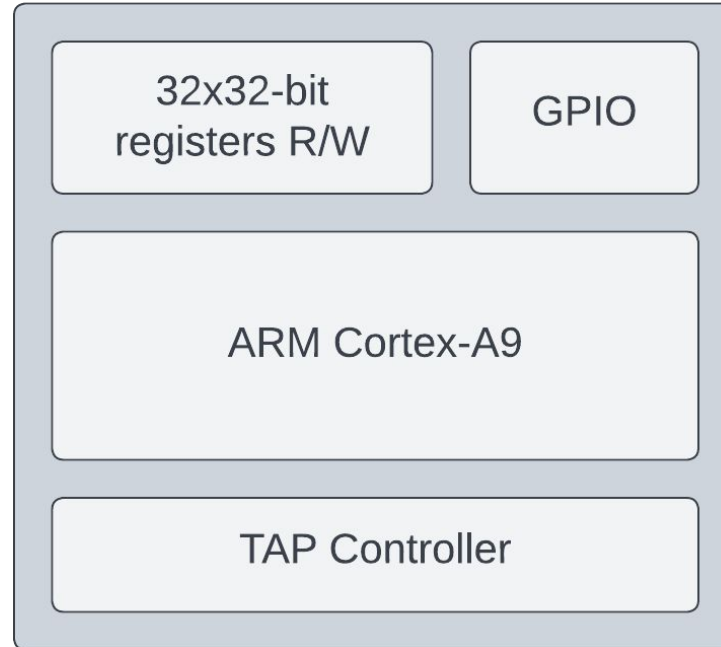 32x32-bit
registers R/W
GPIO
ARM Cortex-A9
TAP Controller